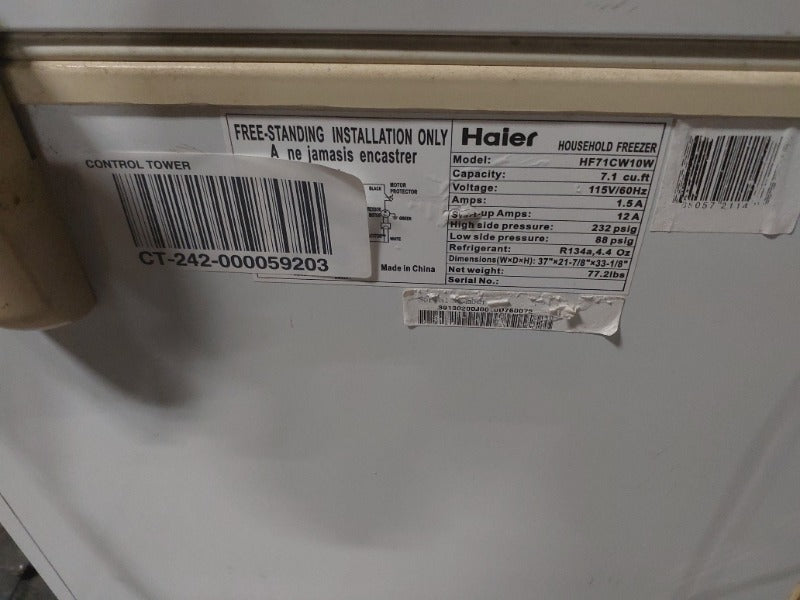 FREE-STANDING INSTALLATION ONLY
A ne jamasis encastrer
CONTROL TOWER
CT-242-000059203
BLACK
MOTOR
PROTECTOR
GREEN
WHITE
Made in China
Haier HOUSEHOLD FREEZER
Model: HF71CW10W
Capacity: 7.1 cu.ft
Voltage: 115V/60Hz
Amps: 1.5A
Start-up Amps: 12A
High side pressure: 232 psig
Low side pressure: 88 psig
Refrigerant: R134a,4.4 Oz
Dimensions(W×D×H): 37"×21-7/8"×33-1/8"
Net weight: 77.2lbs
Serial No.: